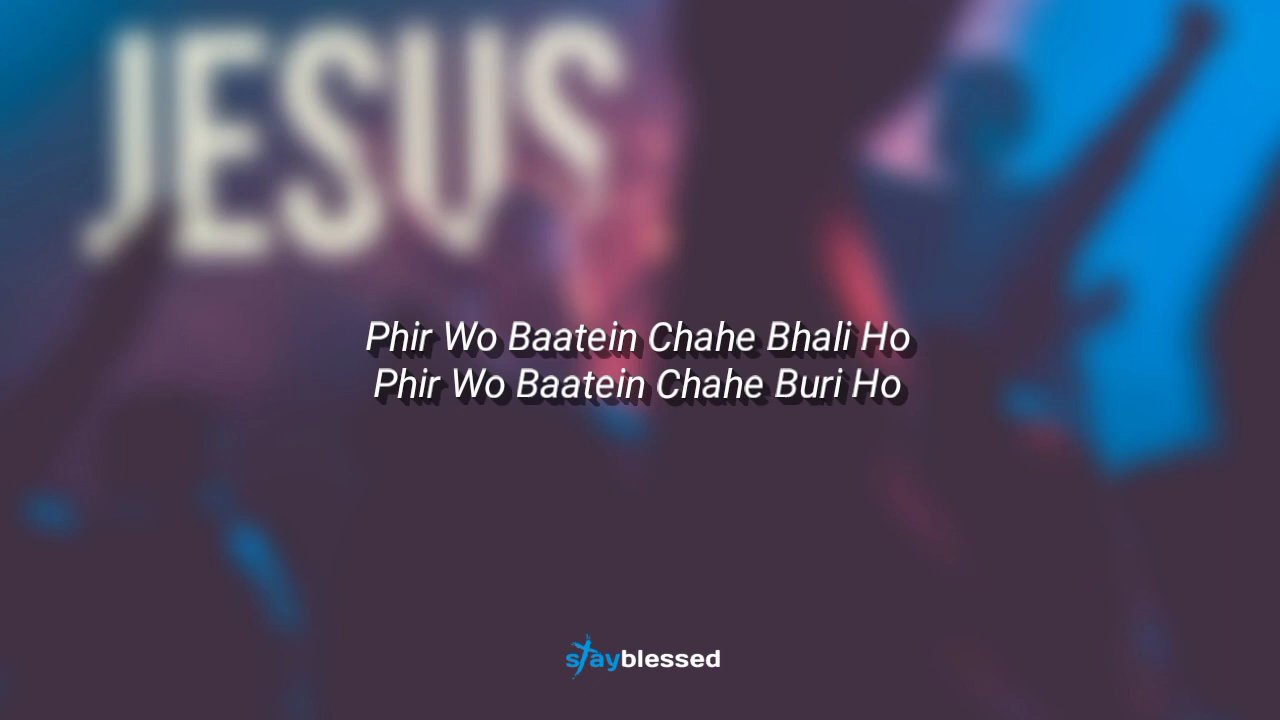 JESUS
Phir Wo Baatein Chahe Bhali Ho
Phir Wo Baatein Chahe Buri Ho
stayblessed